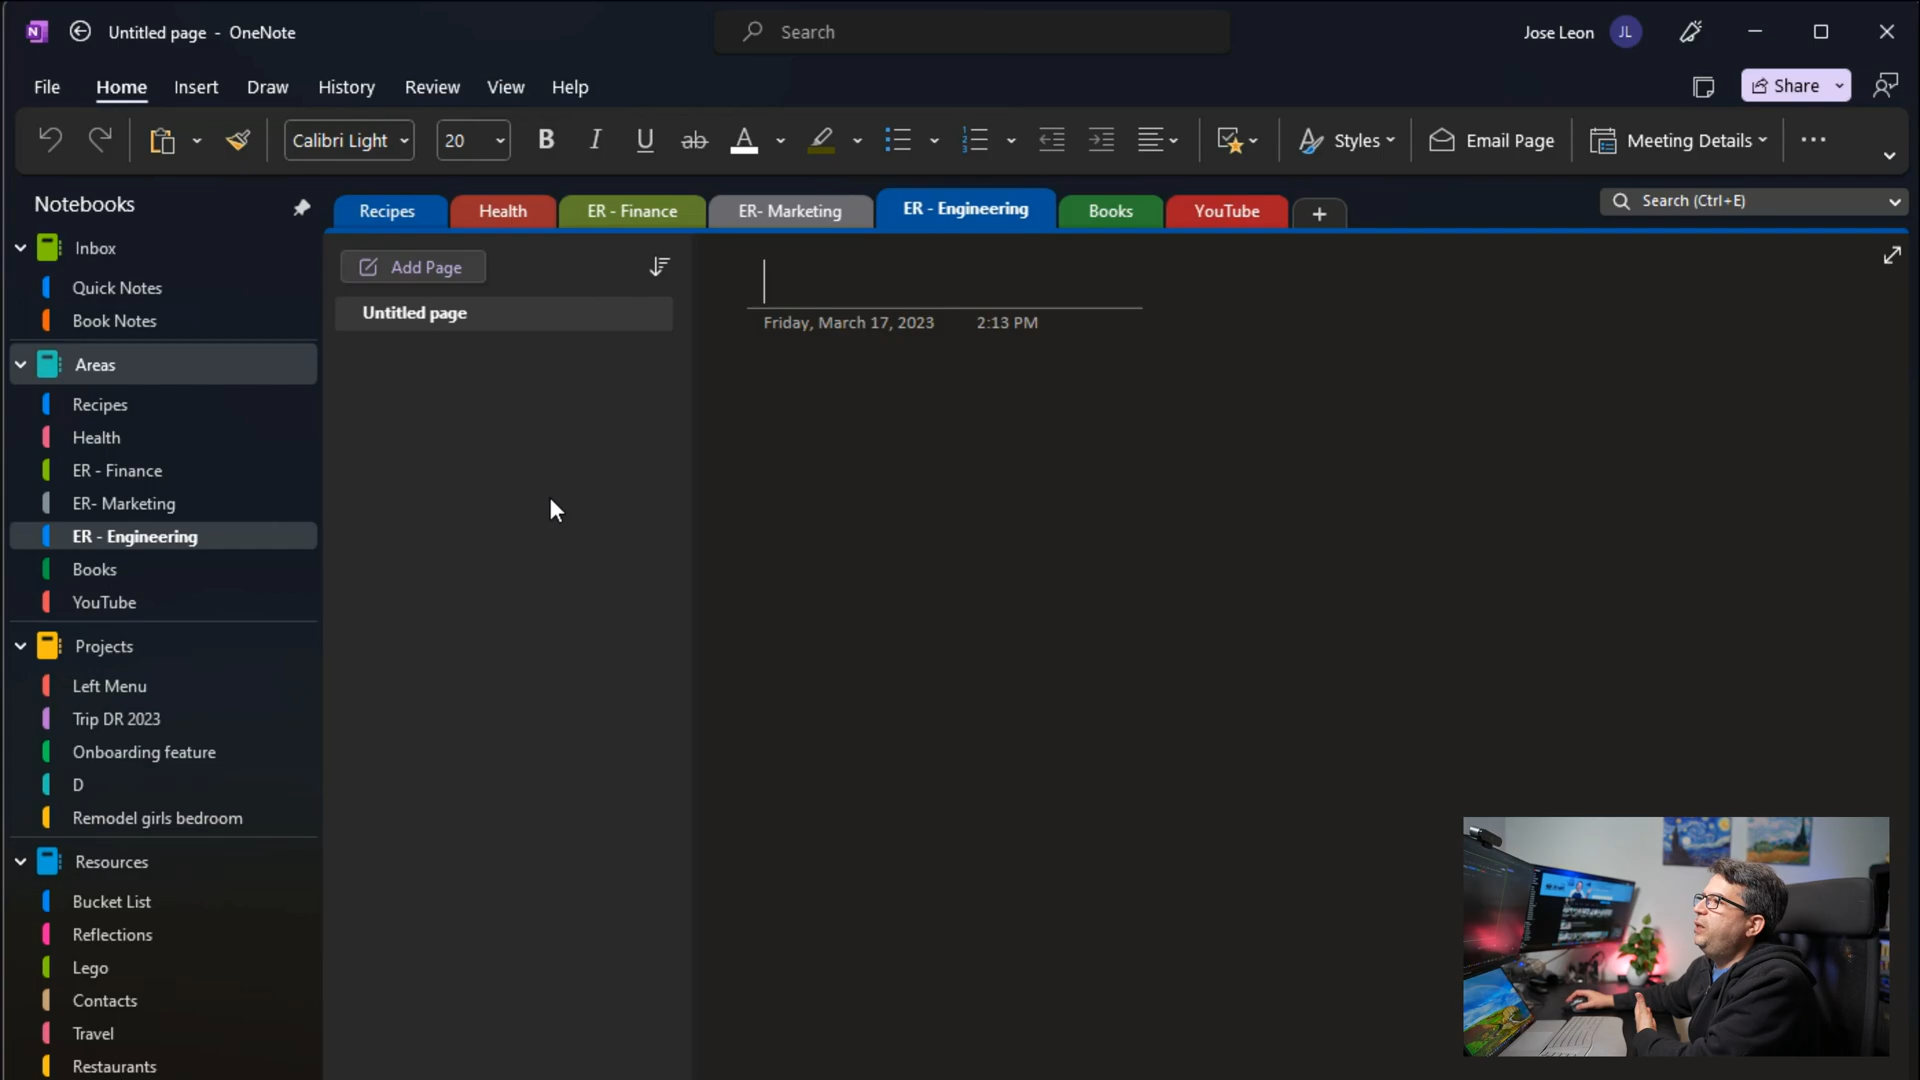 Untitled page - OneNote
Search
Jose Leon
JL
File
Home
Insert
Draw
History
Review
View
Help
Share
Calibri Light
20
B
I
U
ab
A
Styles
Email Page
Meeting Details
Notebooks
Recipes
Health
ER - Finance
ER- Marketing
ER - Engineering
Books
YouTube
+
Search (Ctrl+E)
Inbox
Quick Notes
Book Notes
Areas
Recipes
Health
ER - Finance
ER- Marketing
ER - Engineering
Books
YouTube
Projects
Left Menu
Trip DR 2023
Onboarding feature
D
Remodel girls bedroom
Resources
Bucket List
Reflections
Lego
Contacts
Travel
Restaurants
Add Page
Untitled page
Friday, March 17, 2023 2:13 PM